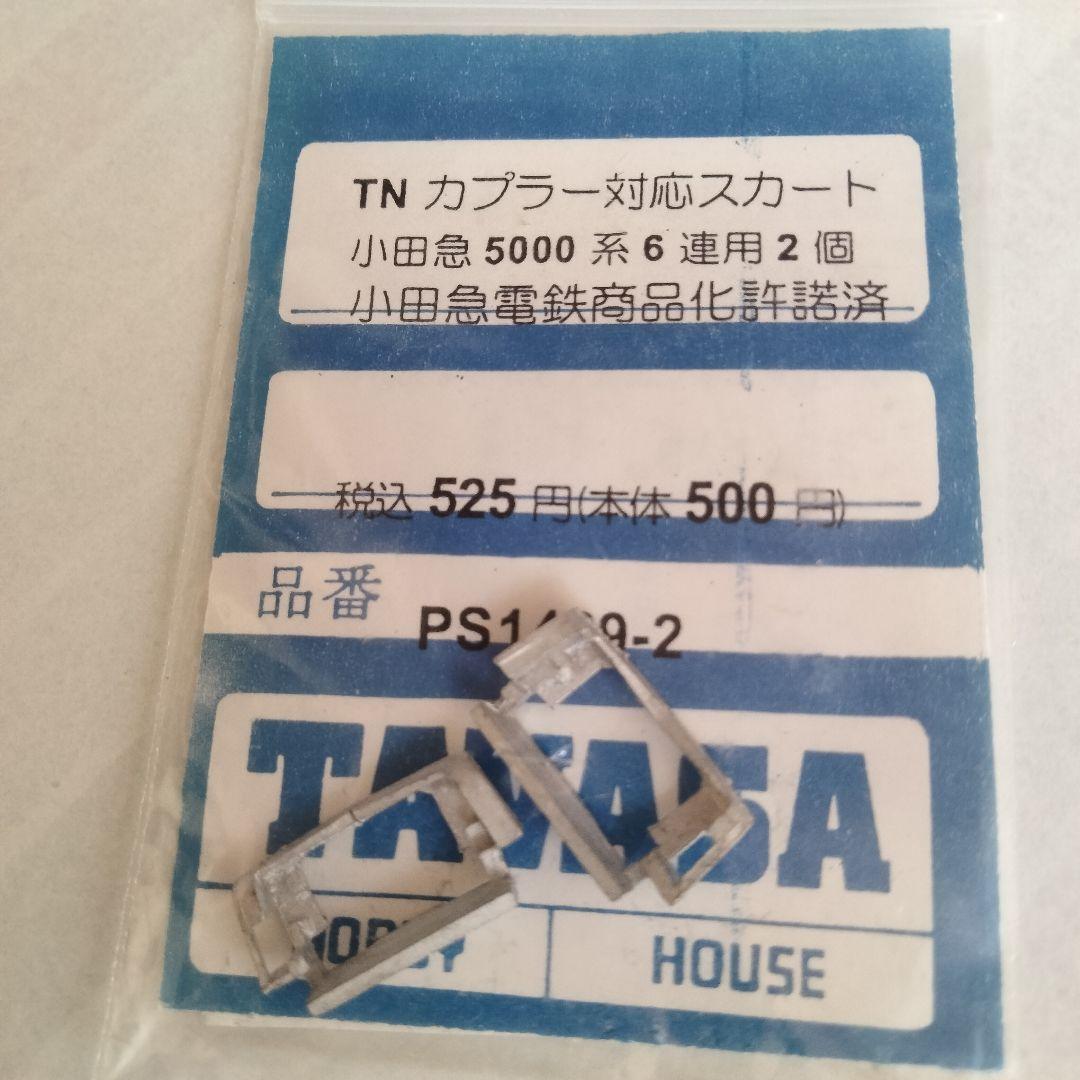 TN カプラー対応スカート
小田急 5000 系 6 連用 2 個
小田急電鉄商品化許諾済
税込 525 円(本体 500 円)
品番
TAVASA
HOBBY HOUSE